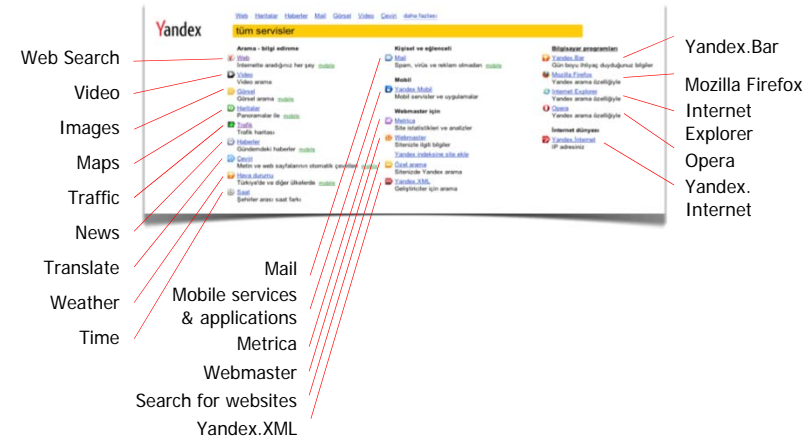 Web Haritalar Haberler Mail Görsel Video Çeviri daha fazlası
Yandex
tüm servisler
Arama - bilgi edinme
Web
İnternette aradığınız her şey mobile
Video
Video arama
Görsel
Görsel arama mobile
Haritalar
Panoramalar ile mobile
Trafik
Trafik haritası
Haberler
Gündemdeki haberler mobile
Çeviri
Metin ve web sayfalarının otomatik çevirileri mobile
Hava durumu
Türkiye'de ve diğer ülkelerde mobile
Saat
Şehirler arası saat farkı
Kişisel ve eğlenceli
Mail
Spam, virüs ve reklam olmadan mobile
Mobil
Yandex.Mobil
Mobil servisler ve uygulamalar
Webmaster için
Metrica
Site istatistikleri ve analizler
Webmaster
Sitenizle ilgili bilgiler
Yandex indeksine site ekle
Özel arama
Sitenizde Yandex arama
Yandex.XML
Geliştiriciler için arama
Bilgisayar programları
Yandex.Bar
Gün boyu ihtiyaç duyduğunuz bilgiler
Mozilla Firefox
Yandex arama özelliğiyle
Internet Explorer
Yandex arama özelliğiyle
Opera
Yandex arama özelliğiyle
İnternet dünyası
Yandex.İnternet
IP adresiniz
Web Search
Video
Images
Maps
Traffic
News
Translate
Weather
Time
Mail
Mobile services
& applications
Metrica
Webmaster
Search for websites
Yandex.XML
Yandex.Bar
Mozilla Firefox
Internet
Explorer
Opera
Yandex.
Internet